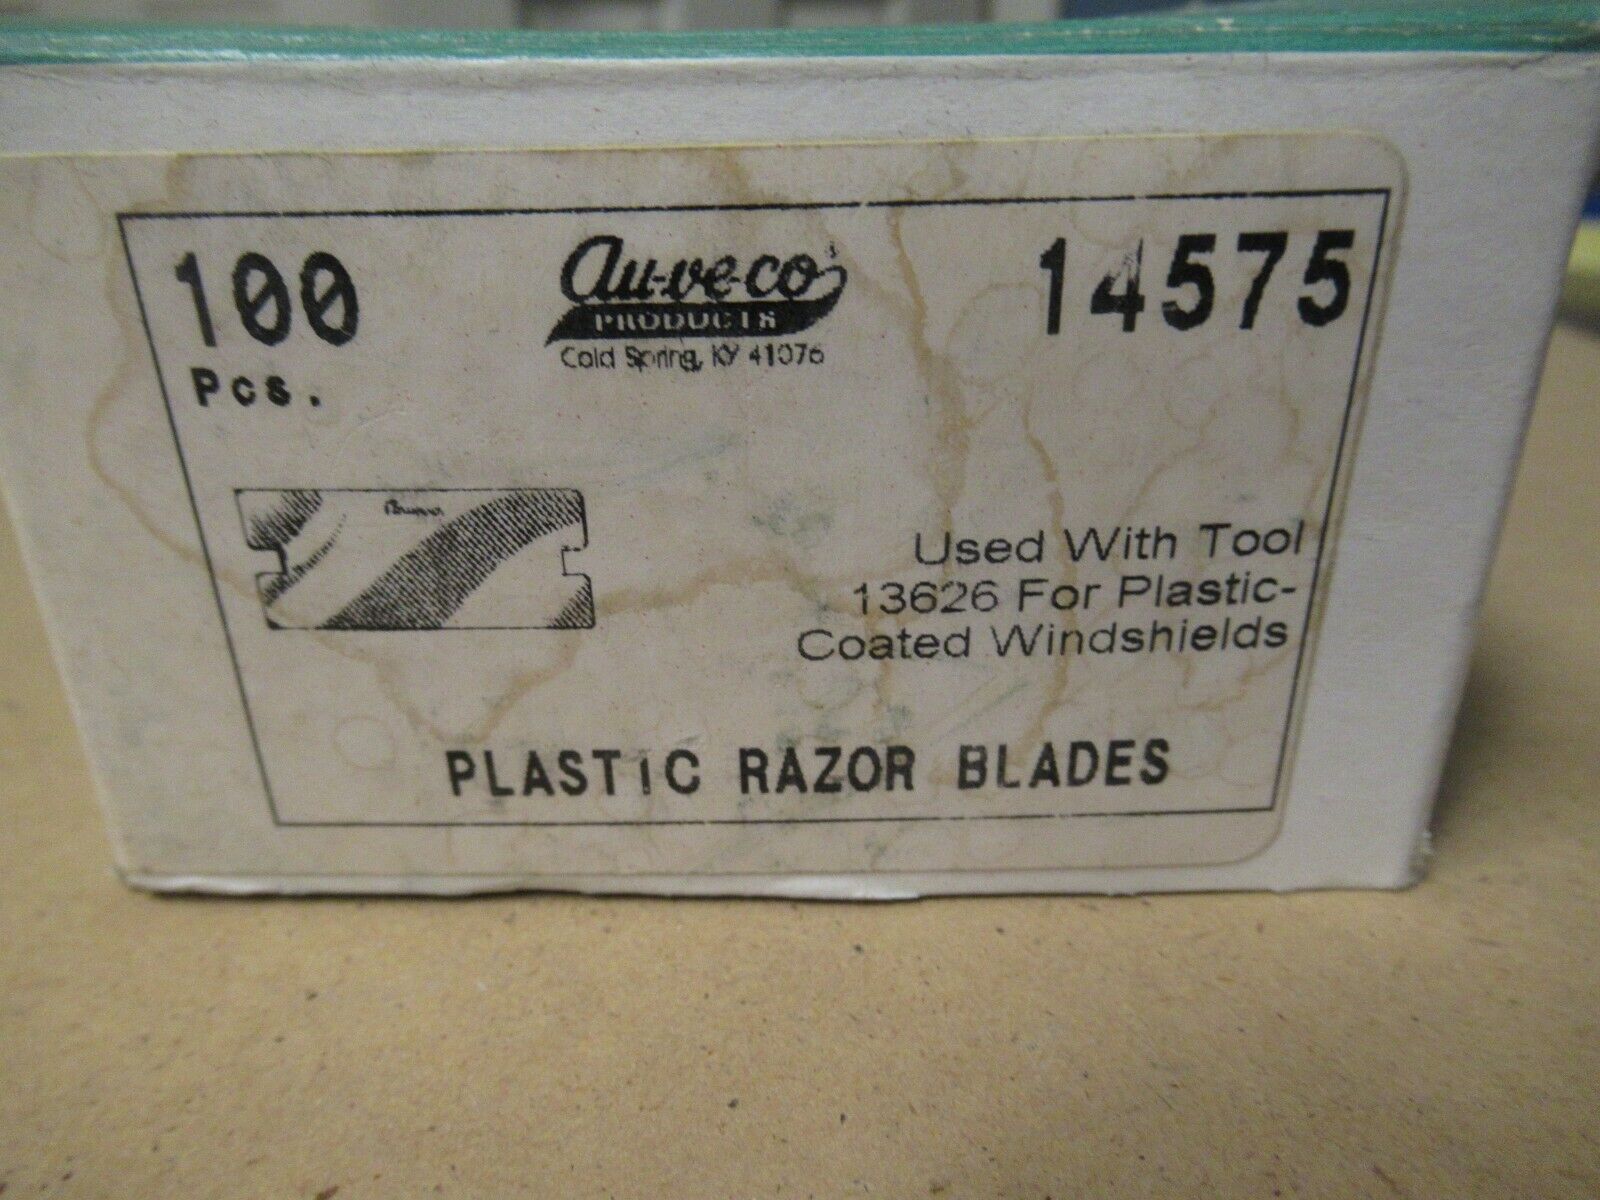 100
Pcs.
Au-ve-co
PRODUCTS
Cold Spring, KY 41076
14575
Used With Tool
13626 For Plastic-
Coated Windshields
PLASTIC RAZOR BLADES